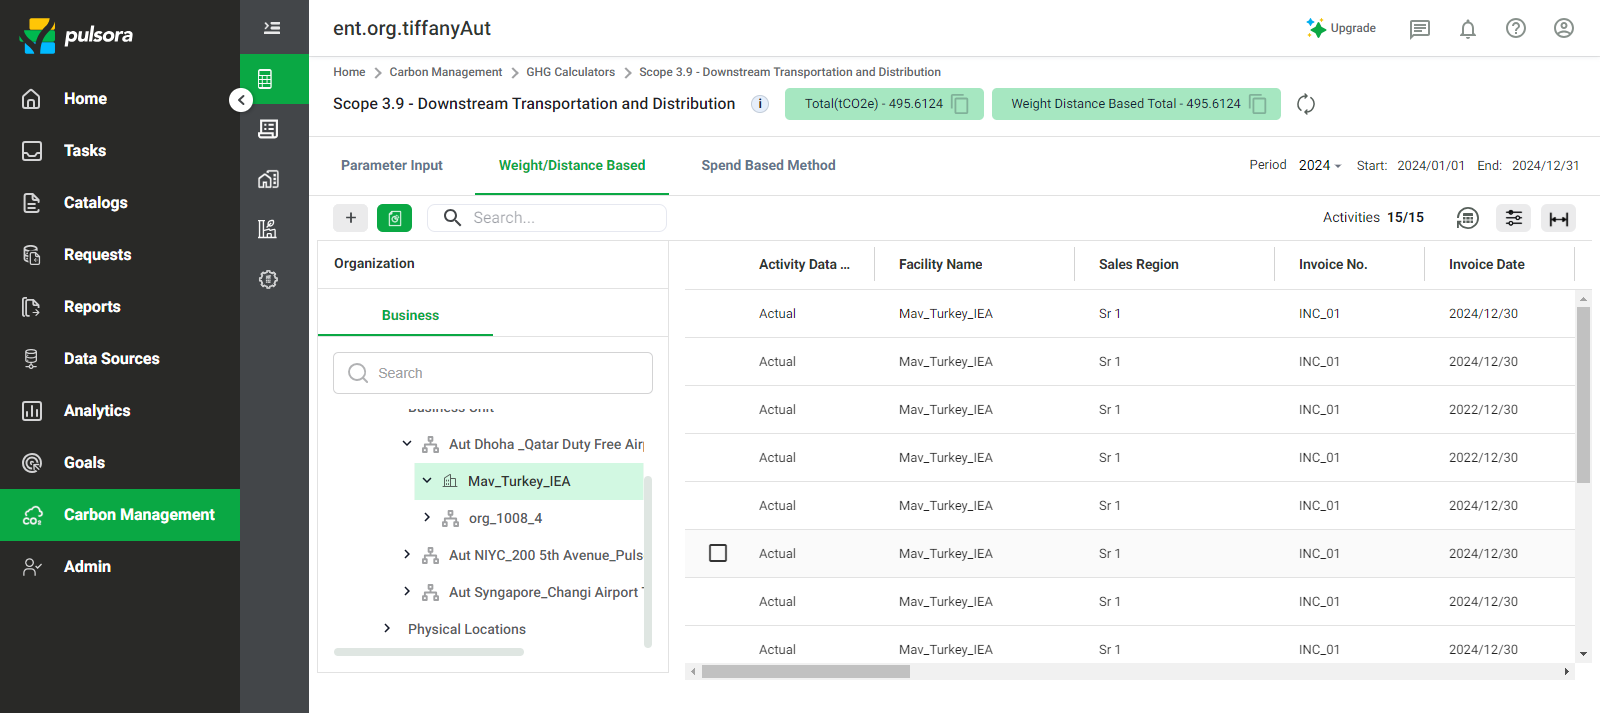 pulsora
Home
Tasks
Catalogs
Requests
Reports
Data Sources
Analytics
Goals
Carbon Management
Admin
ent.org.tiffanyAut
Upgrade
Home > Carbon Management > GHG Calculators > Scope 3.9 - Downstream Transportation and Distribution
Scope 3.9 - Downstream Transportation and Distribution i Total(tCO2e) - 495.6124 Weight Distance Based Total - 495.6124
Parameter Input Weight/Distance Based Spend Based Method Period 2024 Start: 2024/01/01 End: 2024/12/31
+ Search... Activities 15/15
Organization
Business
Search
Business Unit
Aut Dhoha _Qatar Duty Free Air
Mav_Turkey_IEA
org_1008_4
Aut NIYC_200 5th Avenue_Puls
Aut Syngapore_Changi Airport T
Physical Locations
Activity Data ... Facility Name Sales Region Invoice No. Invoice Date
Actual Mav_Turkey_IEA Sr 1 INC_01 2024/12/30
Actual Mav_Turkey_IEA Sr 1 INC_01 2024/12/30
Actual Mav_Turkey_IEA Sr 1 INC_01 2022/12/30
Actual Mav_Turkey_IEA Sr 1 INC_01 2022/12/30
Actual Mav_Turkey_IEA Sr 1 INC_01 2024/12/30
Actual Mav_Turkey_IEA Sr 1 INC_01 2024/12/30
Actual Mav_Turkey_IEA Sr 1 INC_01 2024/12/30
Actual Mav_Turkey_IEA Sr 1 INC_01 2024/12/30